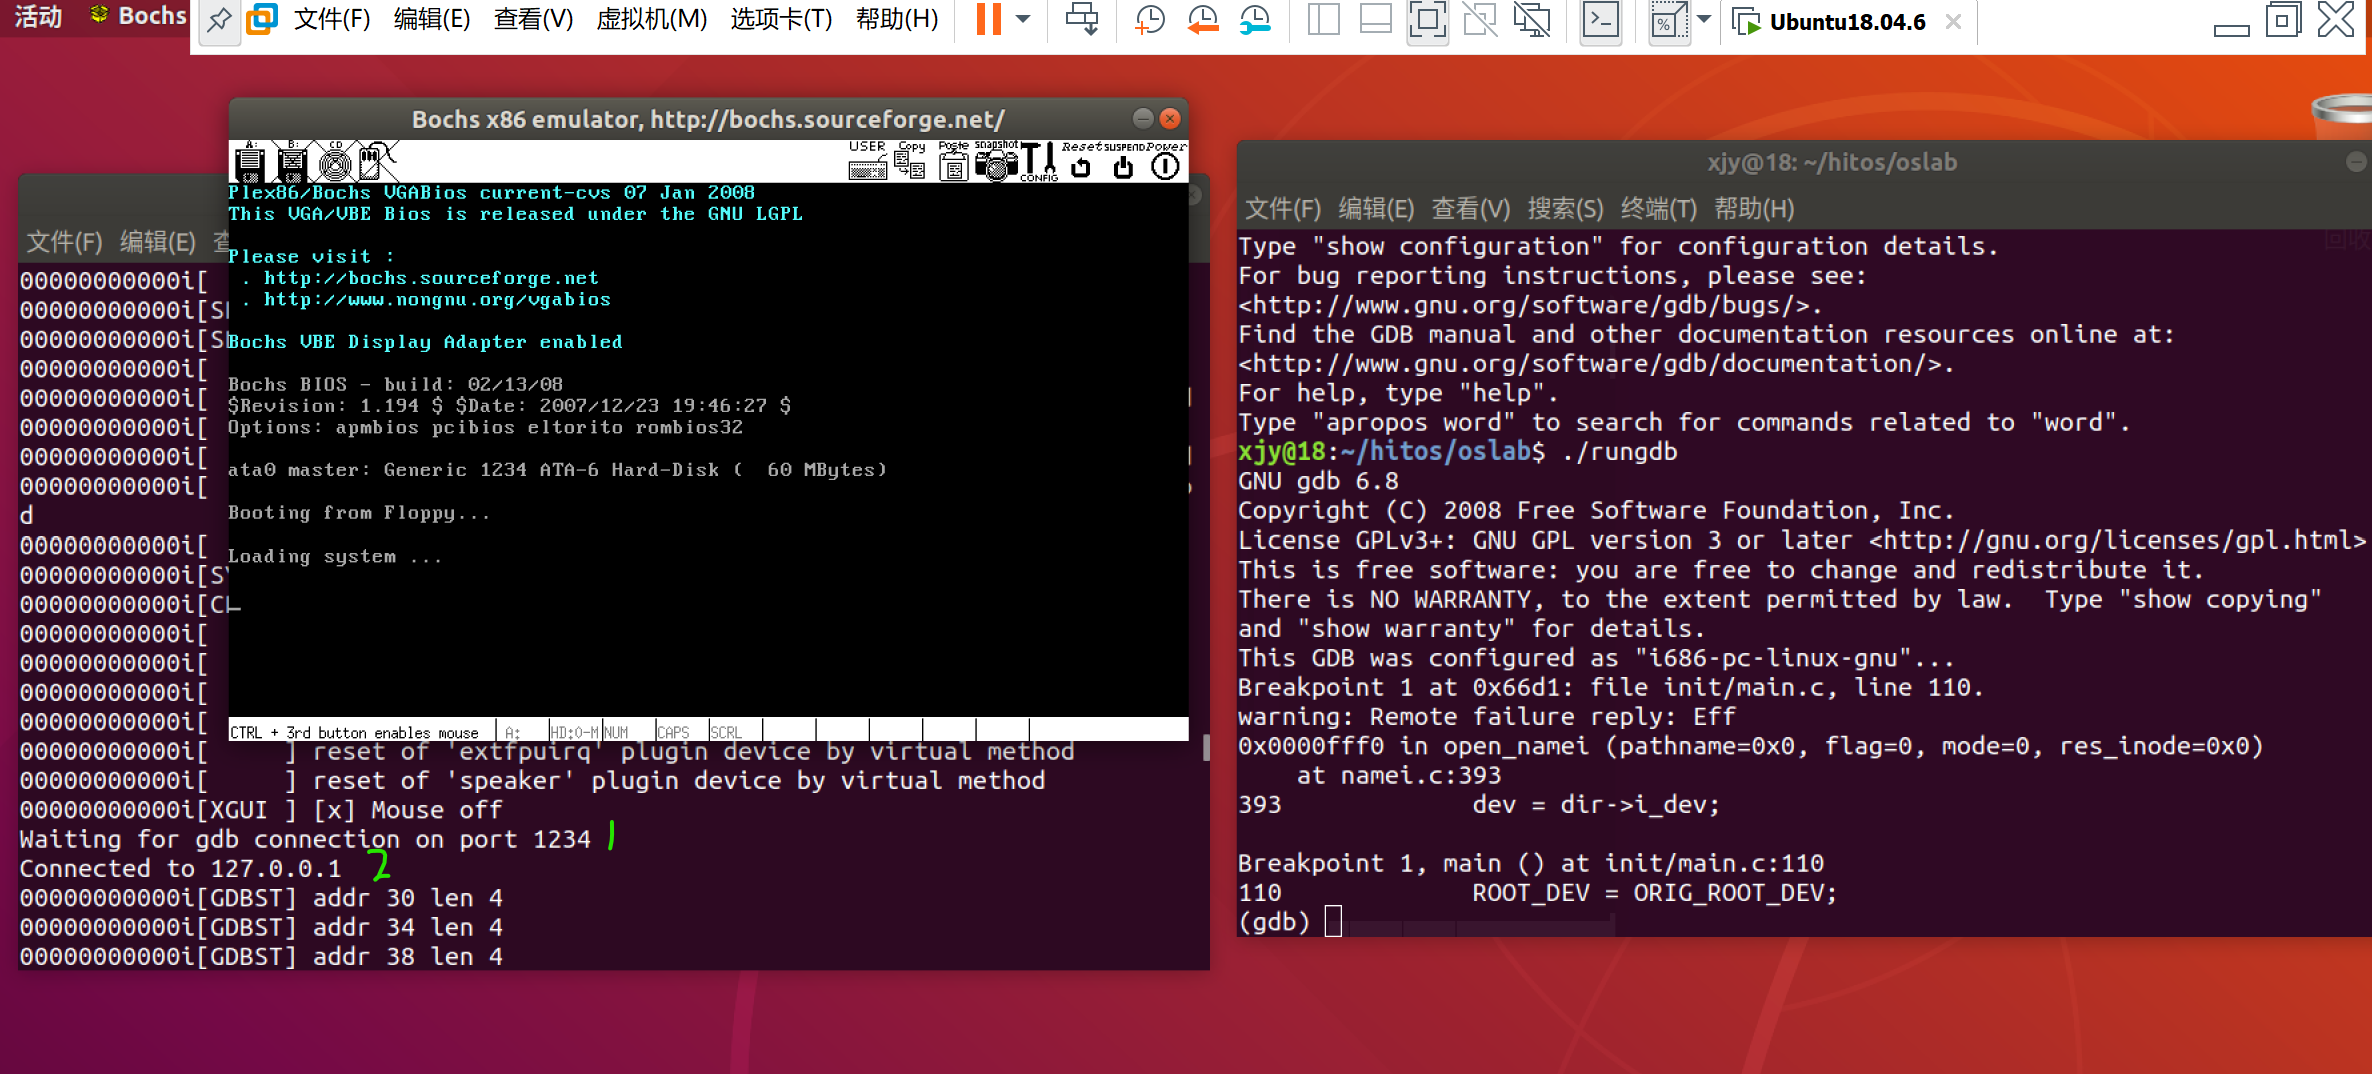 活动
Bochs
文件(F) 编辑(E) 查看(V) 虚拟机(M) 选项卡(T) 帮助(H)
Ubuntu18.04.6
Bochs x86 emulator, http://bochs.sourceforge.net/
A: B: CD
USER Copy Paste snapshot CONFIG Reset SUSPEND Power
Plex86/Bochs VGABios current-cvs 07 Jan 2008
This VGA/VBE Bios is released under the GNU LGPL
Please visit :
. http://bochs.sourceforge.net
. http://www.nongnu.org/vgabios
Bochs VBE Display Adapter enabled
Bochs BIOS - build: 02/13/08
$Revision: 1.194 $ $Date: 2007/12/23 19:46:27 $
Options: apmbios pcibios eltorito rombios32
ata0 master: Generic 1234 ATA-6 Hard-Disk (  60 MBytes)
Booting from Floppy...
Loading system ...
CTRL + 3rd button enables mouse A: HD:0-M NUM CAPS SCRL
文件(F) 编辑(E)
00000000000i[
00000000000i[S
00000000000i[S
00000000000i[
00000000000i[
00000000000i[
00000000000i[
00000000000i[
d
00000000000i[
00000000000i[S
00000000000i[C
00000000000i[
00000000000i[
00000000000i[
00000000000i[
00000000000i[     ] reset of 'extfpuirq' plugin device by virtual method
00000000000i[     ] reset of 'speaker' plugin device by virtual method
00000000000i[XGUI ] [x] Mouse off
Waiting for gdb connection on port 1234 1
Connected to 127.0.0.1 2
00000000000i[GDBST] addr 30 len 4
00000000000i[GDBST] addr 34 len 4
00000000000i[GDBST] addr 38 len 4
xjy@18: ~/hitos/oslab
文件(F) 编辑(E) 查看(V) 搜索(S) 终端(T) 帮助(H)
Type "show configuration" for configuration details.
For bug reporting instructions, please see:
<http://www.gnu.org/software/gdb/bugs/>.
Find the GDB manual and other documentation resources online at:
<http://www.gnu.org/software/gdb/documentation/>.
For help, type "help".
Type "apropos word" to search for commands related to "word".
xjy@18:~/hitos/oslab$ ./rungdb
GNU gdb 6.8
Copyright (C) 2008 Free Software Foundation, Inc.
License GPLv3+: GNU GPL version 3 or later <http://gnu.org/licenses/gpl.html>
This is free software: you are free to change and redistribute it.
There is NO WARRANTY, to the extent permitted by law.  Type "show copying"
and "show warranty" for details.
This GDB was configured as "i686-pc-linux-gnu"...
Breakpoint 1 at 0x66d1: file init/main.c, line 110.
warning: Remote failure reply: Eff
0x0000fff0 in open_namei (pathname=0x0, flag=0, mode=0, res_inode=0x0)
    at namei.c:393
393             dev = dir->i_dev;
Breakpoint 1, main () at init/main.c:110
110             ROOT_DEV = ORIG_ROOT_DEV;
(gdb)